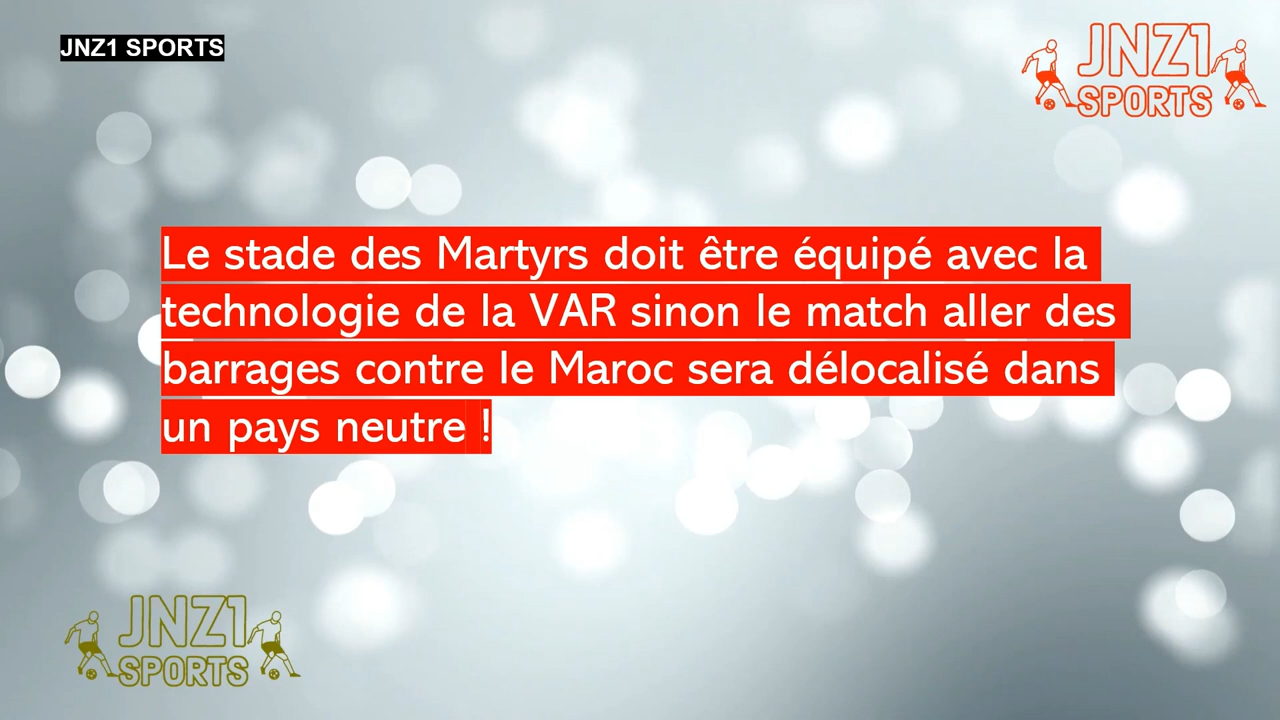 JNZ1 SPORTS
JNZ1
SPORTS
Le stade des Martyrs doit être équipé avec la
technologie de la VAR sinon le match aller des
barrages contre le Maroc sera délocalisé dans
un pays neutre !
JNZ1
SPORTS